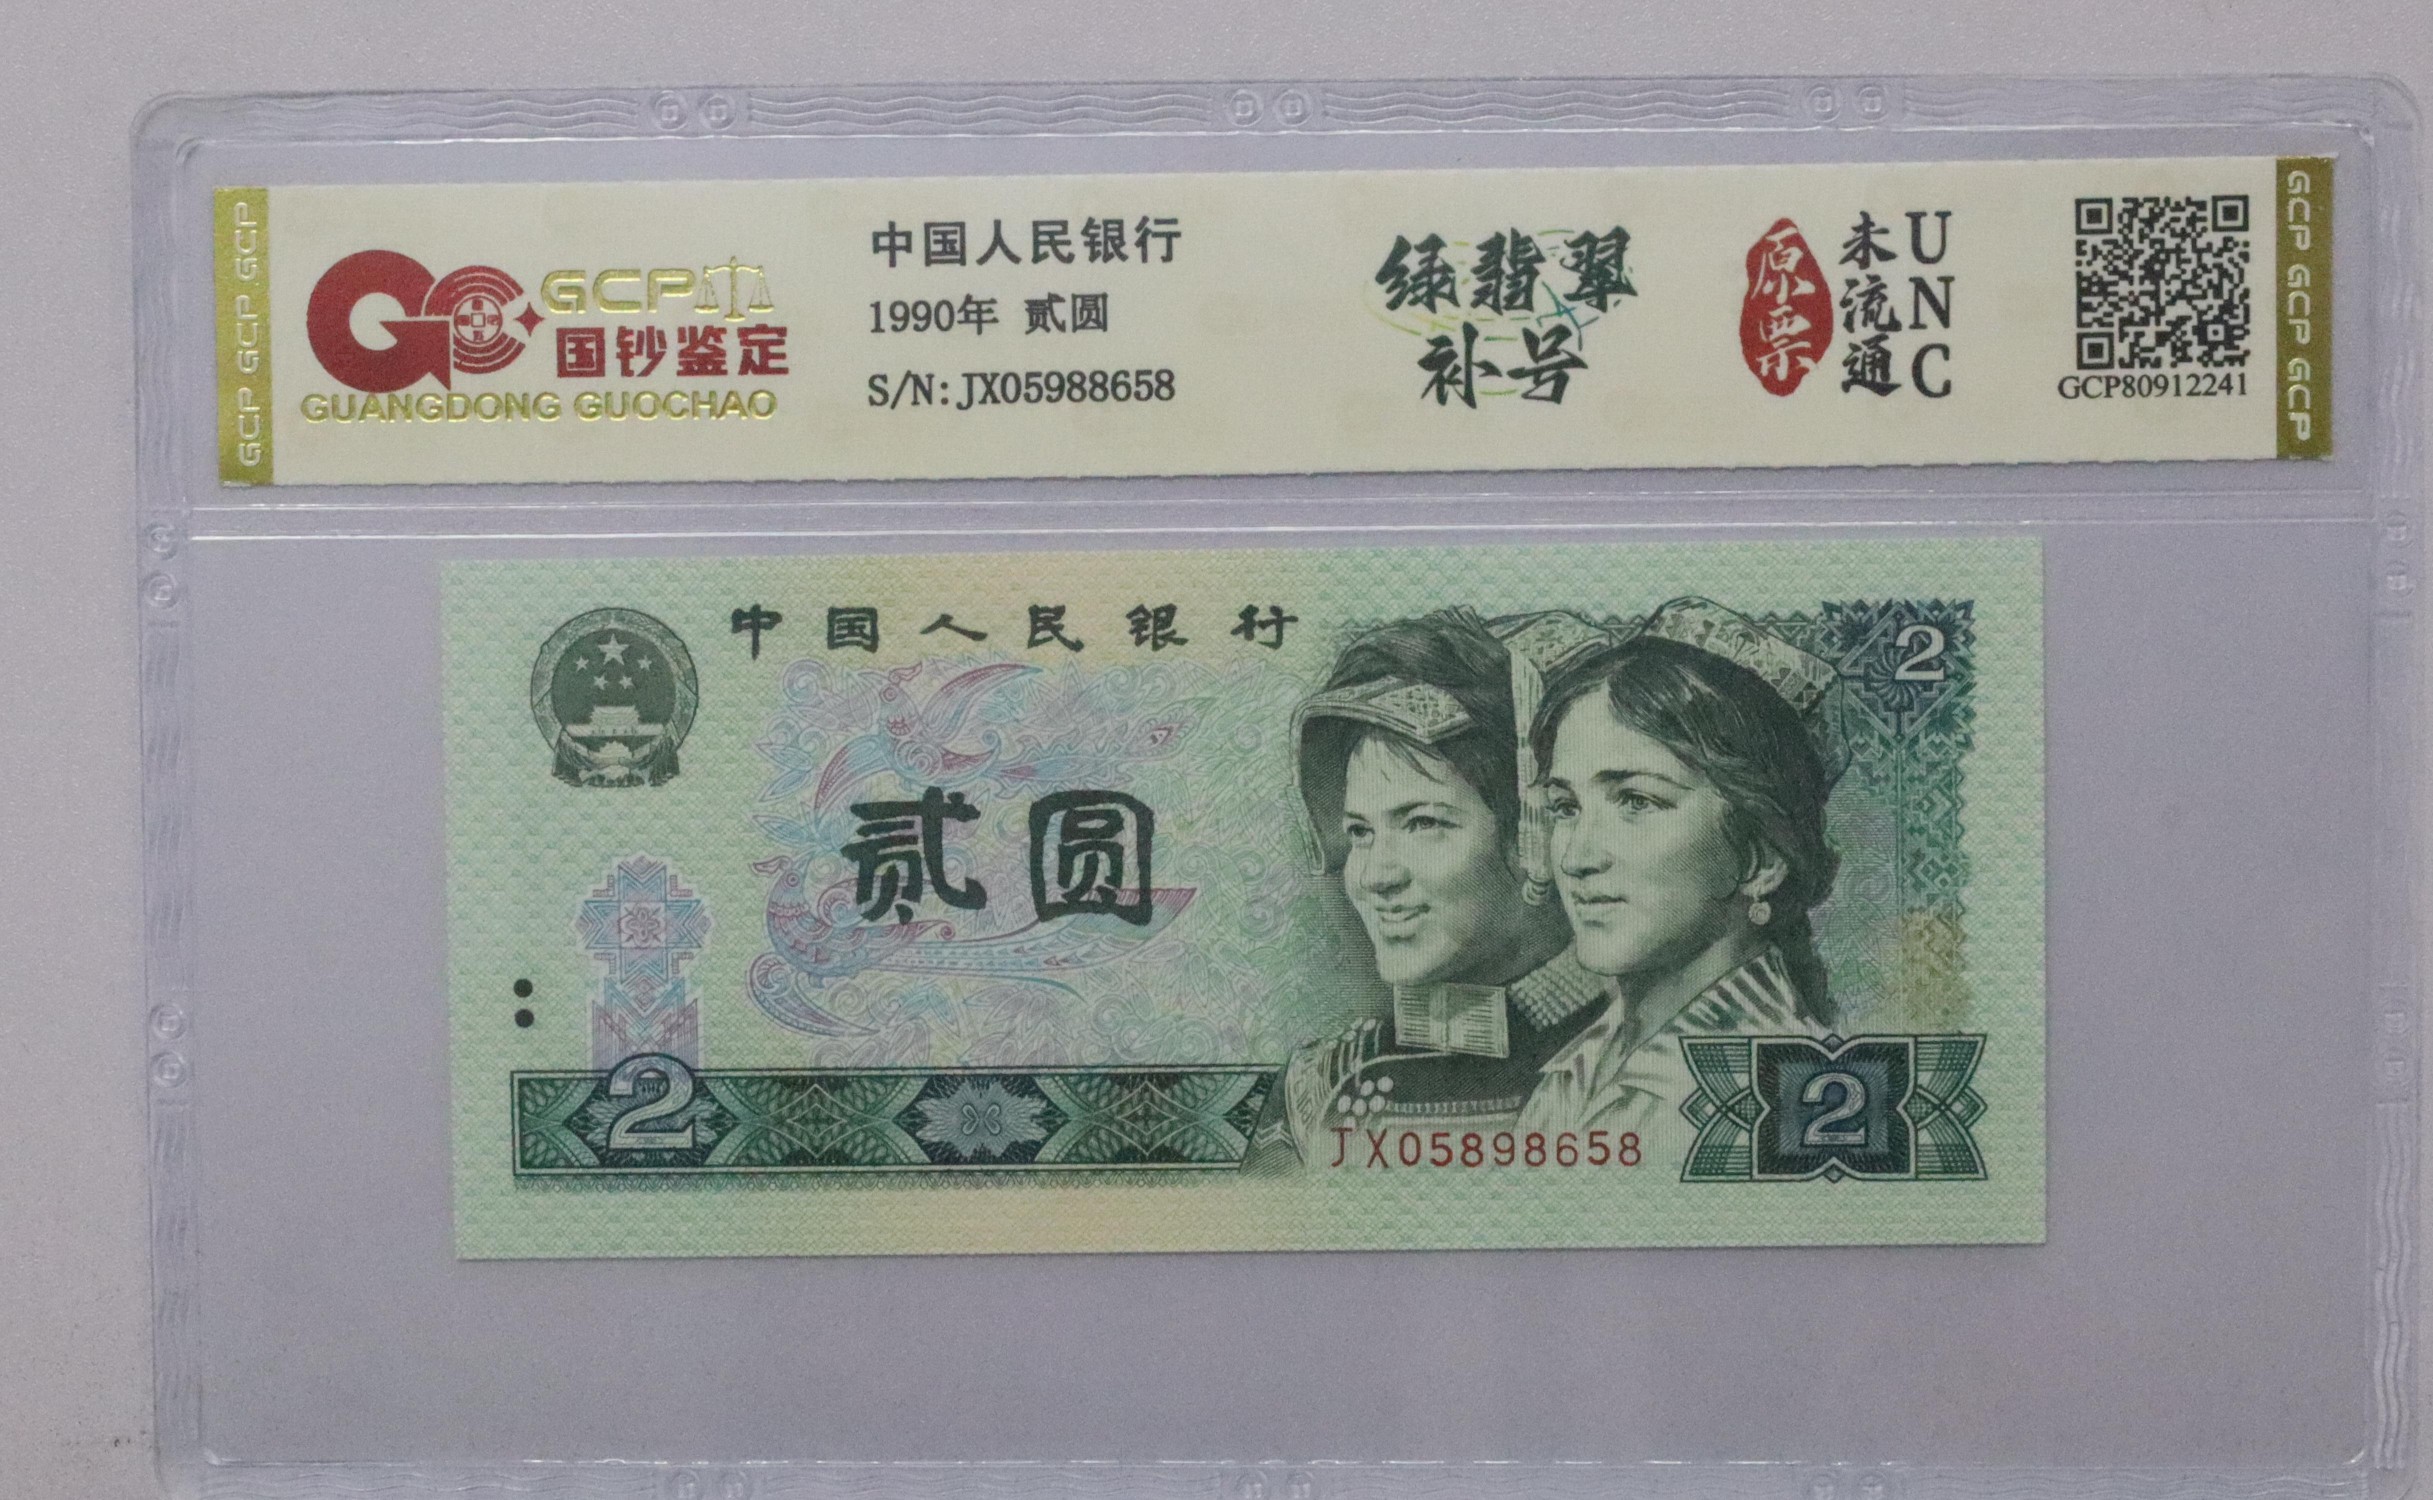 GCP GCP GCP
GCP
国钞鉴定
GUANGDONG GUOCHAO
中国人民银行
1990年 贰圆
S/N: JX05988658
绿翡翠
补号
原票
未流通
UNC
GCP80912241
GCP GCP GCP
中国人民银行
2
贰圆
2
JX05898658
2